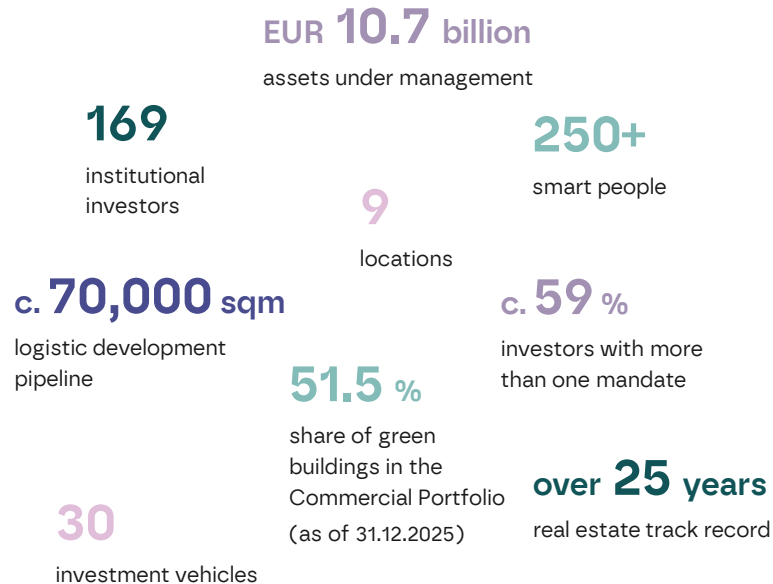 EUR 10.7 billion
assets under management
169
institutional
investors
250+
smart people
9
locations
c. 70,000 sqm
logistic development
pipeline
c. 59 %
investors with more
than one mandate
51.5 %
share of green
buildings in the
Commercial Portfolio
(as of 31.12.2025)
over 25 years
real estate track record
30
investment vehicles